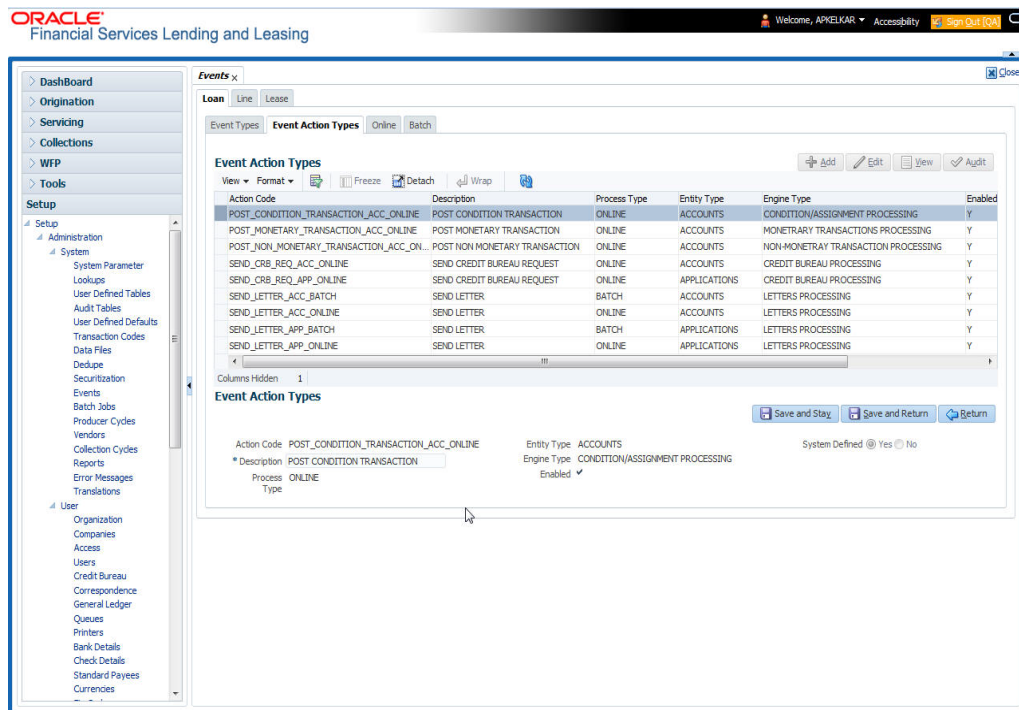 ORACLE
Financial Services Lending and Leasing
Welcome, APKELKAR
Accessibility
Sign Out [QA]
DashBoard
Origination
Servicing
Collections
WFP
Tools
Setup
Setup
Administration
System
System Parameter
Lookups
User Defined Tables
Audit Tables
User Defined Defaults
Transaction Codes
Data Files
Dedupe
Securitization
Events
Batch Jobs
Producer Cycles
Vendors
Collection Cycles
Reports
Error Messages
Translations
User
Organization
Companies
Access
Users
Credit Bureau
Correspondence
General Ledger
Queues
Printers
Bank Details
Check Details
Standard Payees
Currencies
Events X
Close
Loan Line Lease
Event Types Event Action Types Online Batch
Event Action Types
Add Edit View Audit
View Format Freeze Detach Wrap
Action Code Description Process Type Entity Type Engine Type Enabled
POST_CONDITION_TRANSACTION_ACC_ONLINE POST CONDITION TRANSACTION ONLINE ACCOUNTS CONDITION/ASSIGNMENT PROCESSING Y
POST_MONETARY_TRANSACTION_ACC_ONLINE POST MONETARY TRANSACTION ONLINE ACCOUNTS MONETRARY TRANSACTIONS PROCESSING Y
POST_NON_MONETARY_TRANSACTION_ACC_ON... POST NON MONETARY TRANSACTION ONLINE ACCOUNTS NON-MONETRAY TRANSACTION PROCESSING Y
SEND_CRB_REQ_ACC_ONLINE SEND CREDIT BUREAU REQUEST ONLINE ACCOUNTS CREDIT BUREAU PROCESSING Y
SEND_CRB_REQ_APP_ONLINE SEND CREDIT BUREAU REQUEST ONLINE APPLICATIONS CREDIT BUREAU PROCESSING Y
SEND_LETTER_ACC_BATCH SEND LETTER BATCH ACCOUNTS LETTERS PROCESSING Y
SEND_LETTER_ACC_ONLINE SEND LETTER ONLINE ACCOUNTS LETTERS PROCESSING Y
SEND_LETTER_APP_BATCH SEND LETTER BATCH APPLICATIONS LETTERS PROCESSING Y
SEND_LETTER_APP_ONLINE SEND LETTER ONLINE APPLICATIONS LETTERS PROCESSING Y
Columns Hidden 1
Event Action Types
Save and Stay Save and Return Return
Action Code POST_CONDITION_TRANSACTION_ACC_ONLINE
* Description POST CONDITION TRANSACTION
Process Type ONLINE
Entity Type ACCOUNTS
Engine Type CONDITION/ASSIGNMENT PROCESSING
Enabled
System Defined Yes No